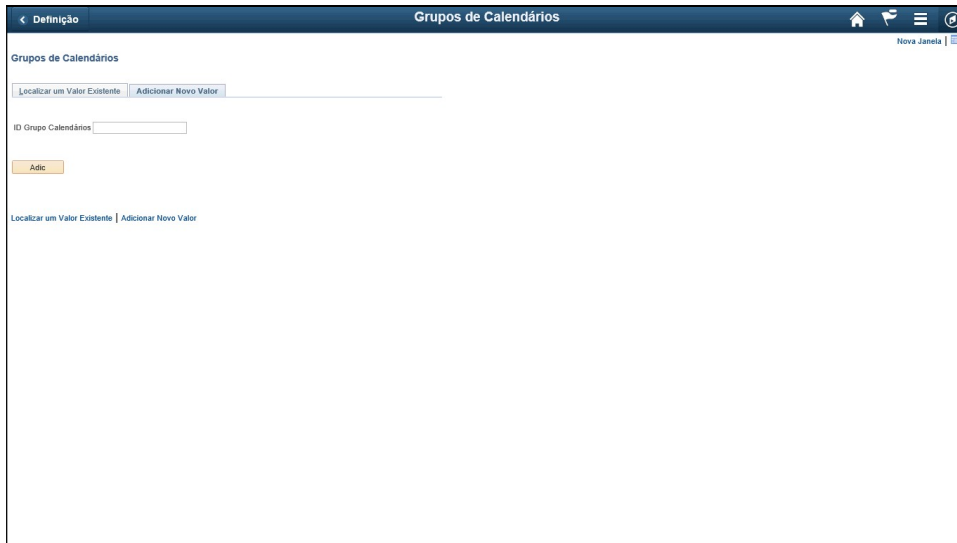 Definição
Grupos de Calendários
Nova Janela |
Grupos de Calendários
Localizar um Valor Existente
Adicionar Novo Valor
ID Grupo Calendários
Adic
Localizar um Valor Existente | Adicionar Novo Valor